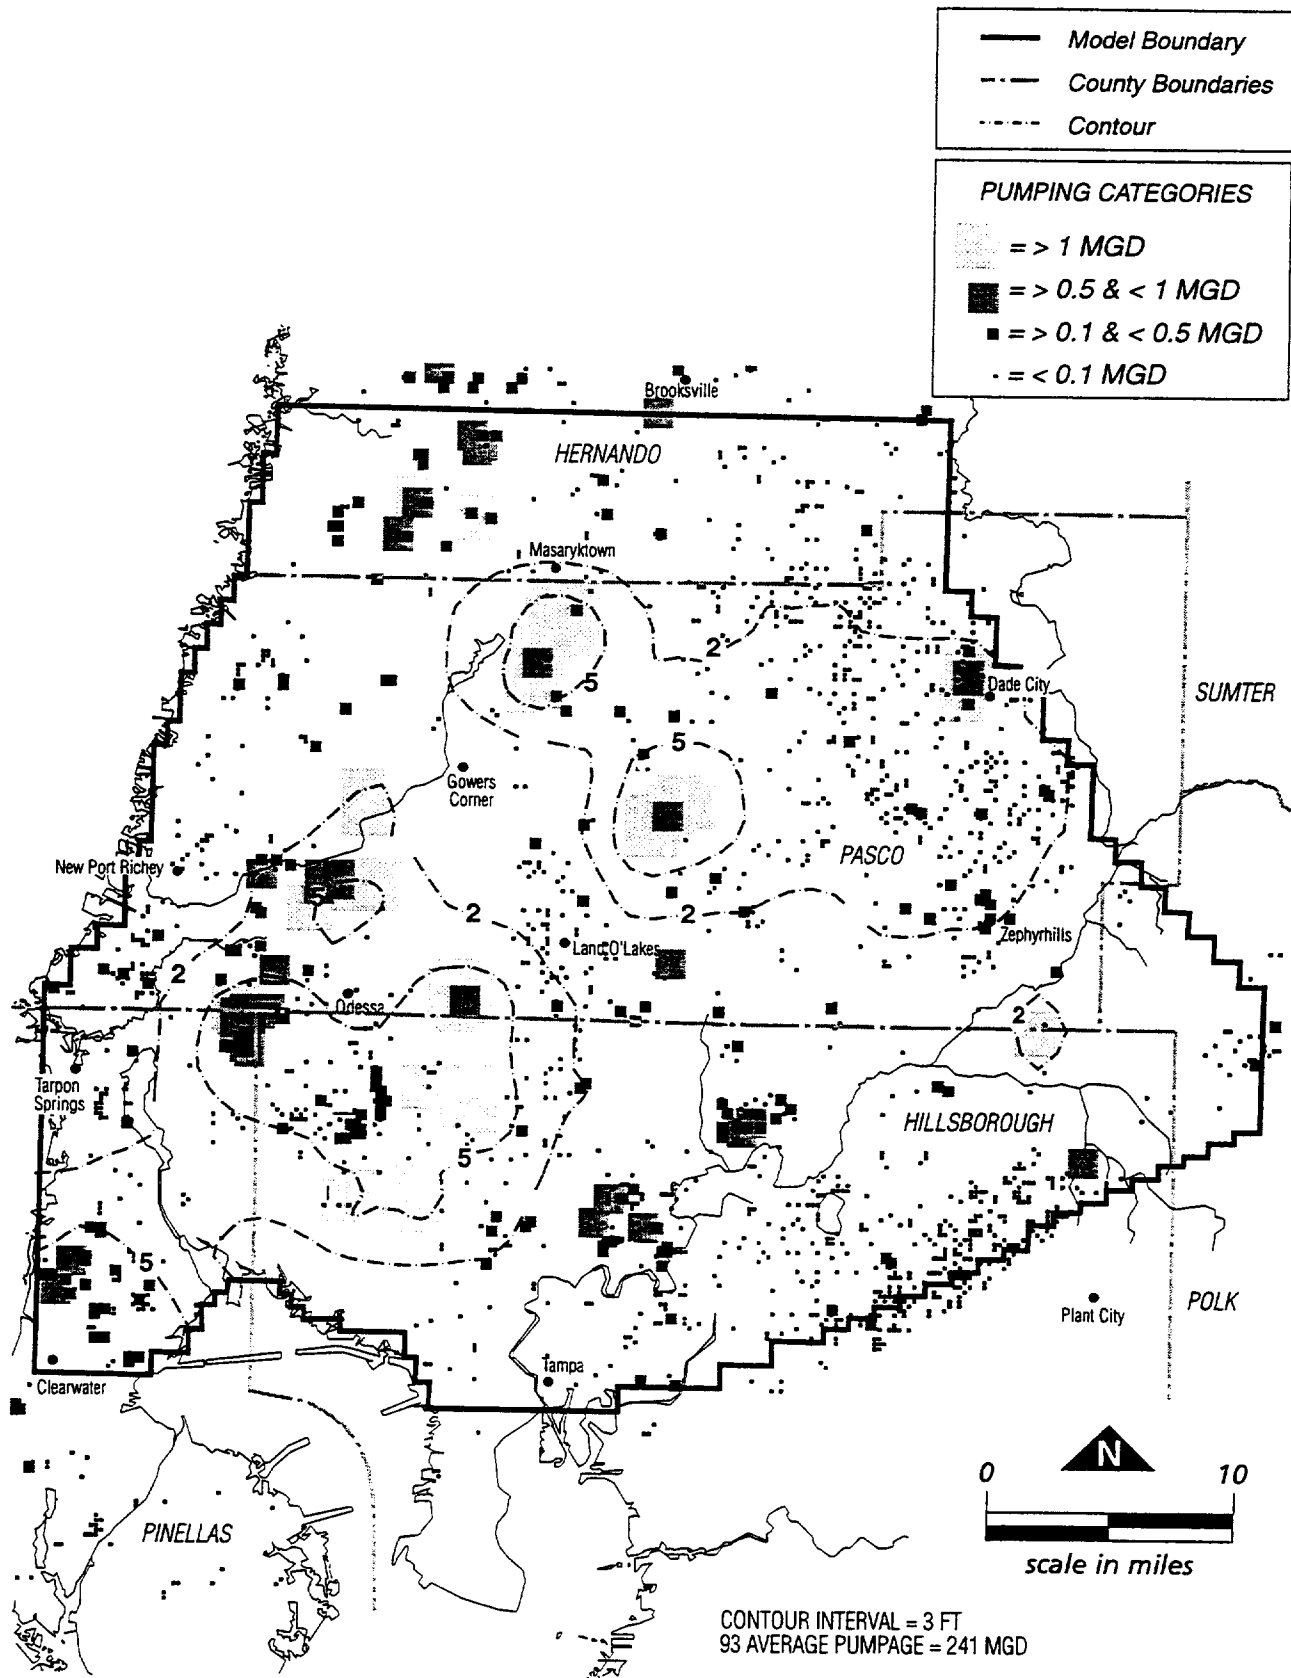 Model Boundary
County Boundaries
Contour
PUMPING CATEGORIES
= > 1 MGD
= > 0.5 & < 1 MGD
= > 0.1 & < 0.5 MGD
= < 0.1 MGD
Brooksville
HERNANDO
Masaryktown
2
5
Dade City
SUMTER
5
Gowers
Corner
PASCO
New Port Richey
5
2
2
Zephyrhills
Land O'Lakes
2
Odessa
2
Tarpon
Springs
HILLSBOROUGH
5
5
Plant City
POLK
Clearwater
Tampa
N
0
10
scale in miles
PINELLAS
CONTOUR INTERVAL = 3 FT
93 AVERAGE PUMPAGE = 241 MGD